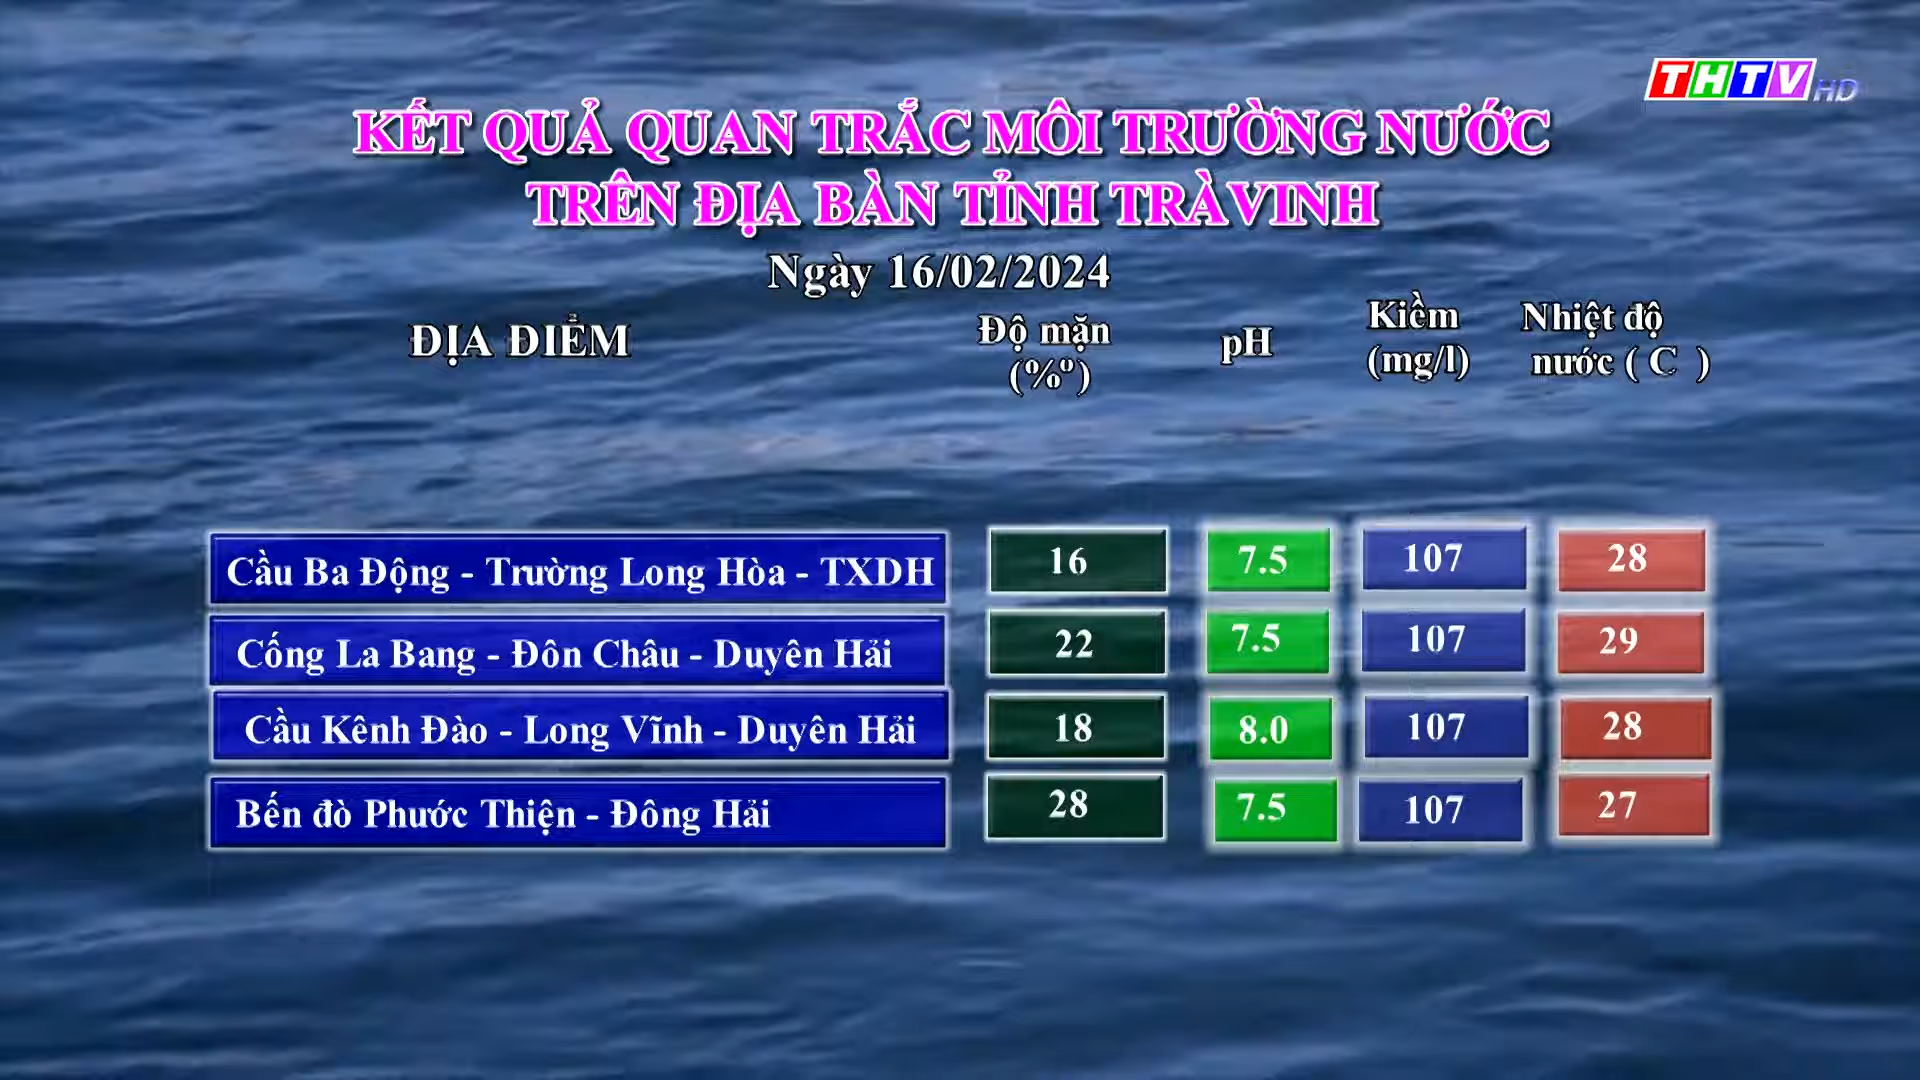 THTV HD
KẾT QUẢ QUAN TRẮC MÔI TRƯỜNG NƯỚC
TRÊN ĐỊA BÀN TỈNH TRÀ VINH
Ngày 16/02/2024
ĐỊA ĐIỂM Độ mặn (%º) pH Kiềm (mg/l) Nhiệt độ nước ( C )
Cầu Ba Động - Trường Long Hòa - TXDH 16 7.5 107 28
Cống La Bang - Đôn Châu - Duyên Hải 22 7.5 107 29
Cầu Kênh Đào - Long Vĩnh - Duyên Hải 18 8.0 107 28
Bến đò Phước Thiện - Đông Hải 28 7.5 107 27